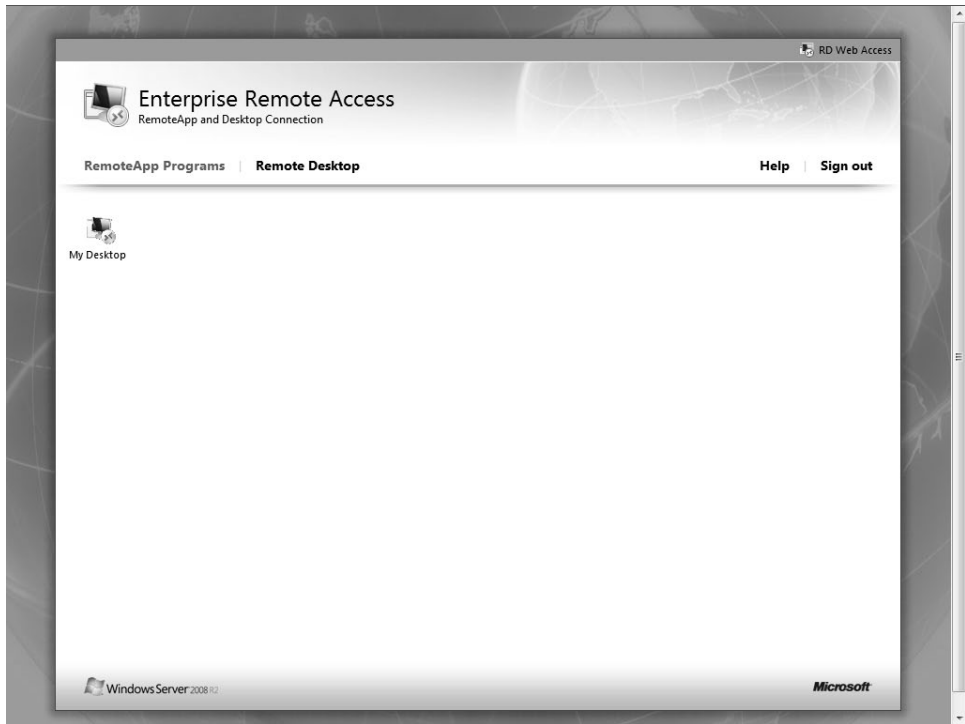 RD Web Access
Enterprise Remote Access
RemoteApp and Desktop Connection
RemoteApp Programs | Remote Desktop Help | Sign out
My Desktop
Windows Server 2008 R2 Microsoft